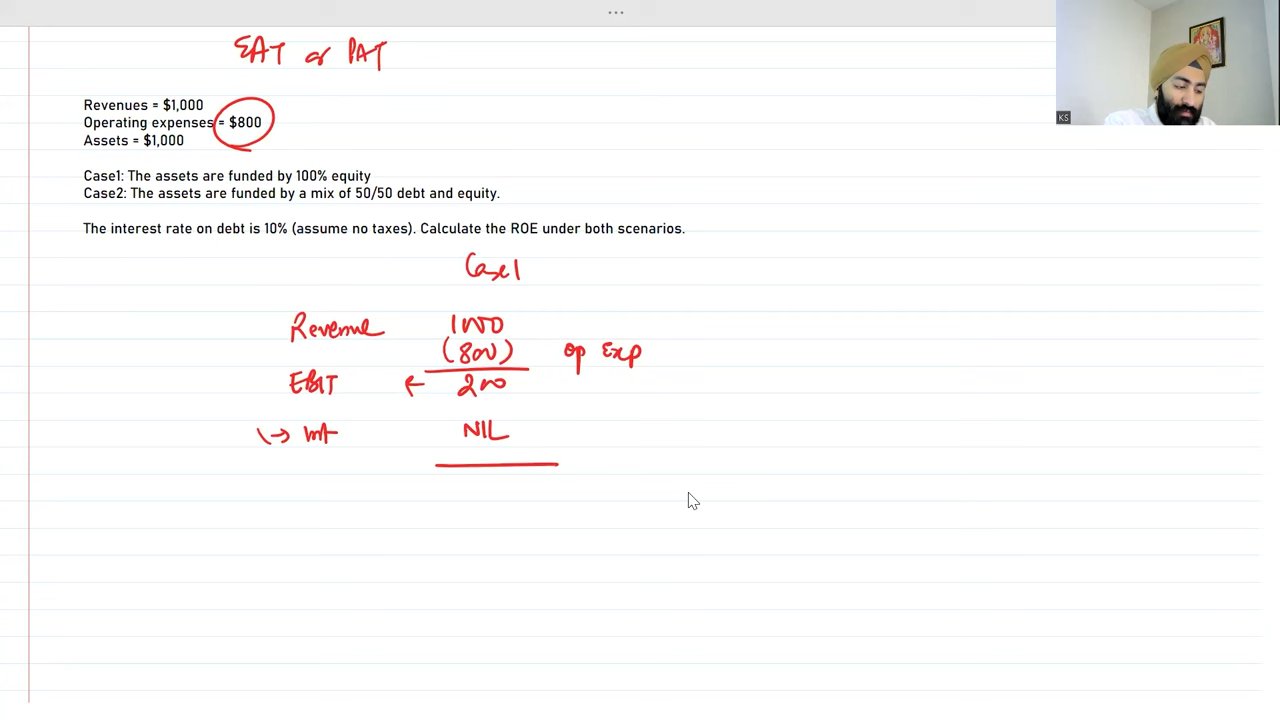 EAT or PAT
Revenues = $1,000
Operating expenses = $800
Assets = $1,000
Case1: The assets are funded by 100% equity
Case2: The assets are funded by a mix of 50/50 debt and equity.
The interest rate on debt is 10% (assume no taxes). Calculate the ROE under both scenarios.
Case1
Revenue 1000
(800) Op Exp
EBIT ← 200
↳ Int NIL
KS